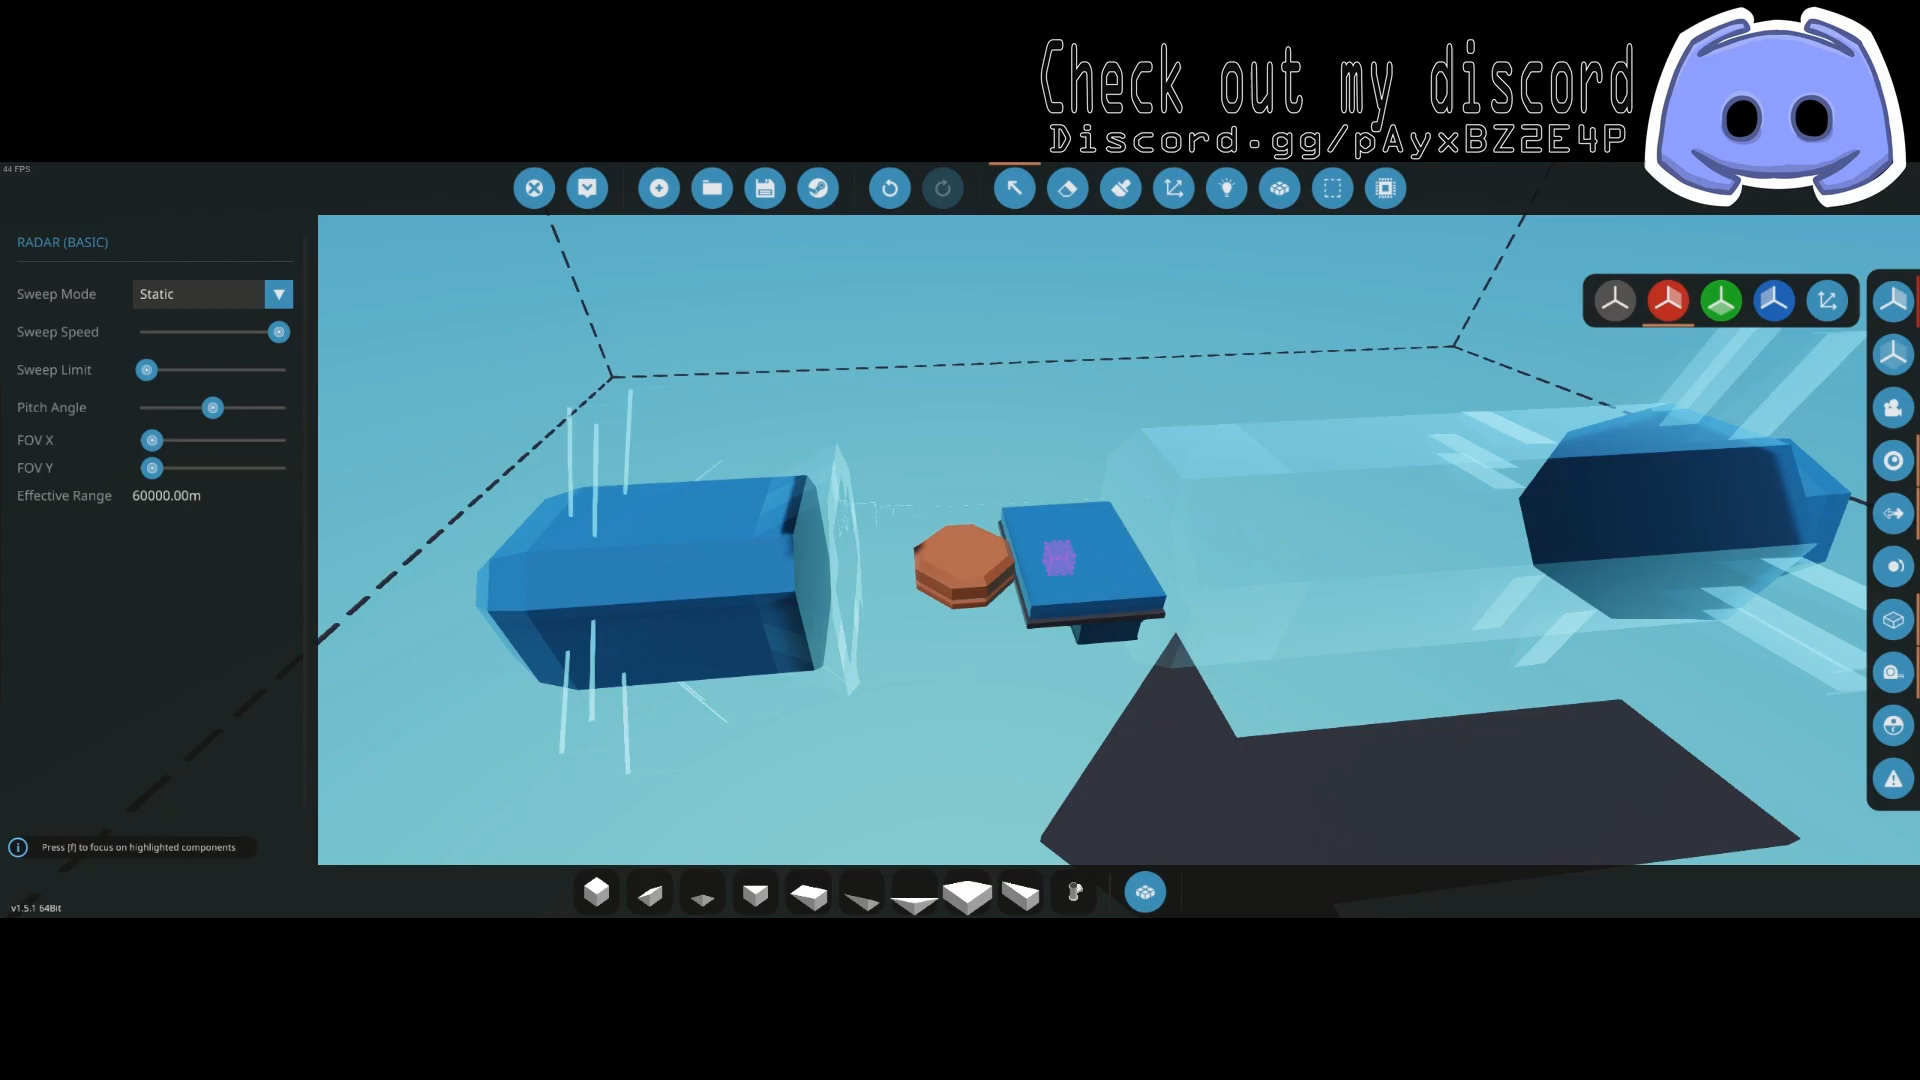 Check out my discord
Discord.gg/pAyxBZ2E4P
44 FPS
RADAR (BASIC)
Sweep Mode Static
Sweep Speed
Sweep Limit
Pitch Angle
FOV X
FOV Y
Effective Range 60000.00m
Press [f] to focus on highlighted components
v1.5.1 64Bit